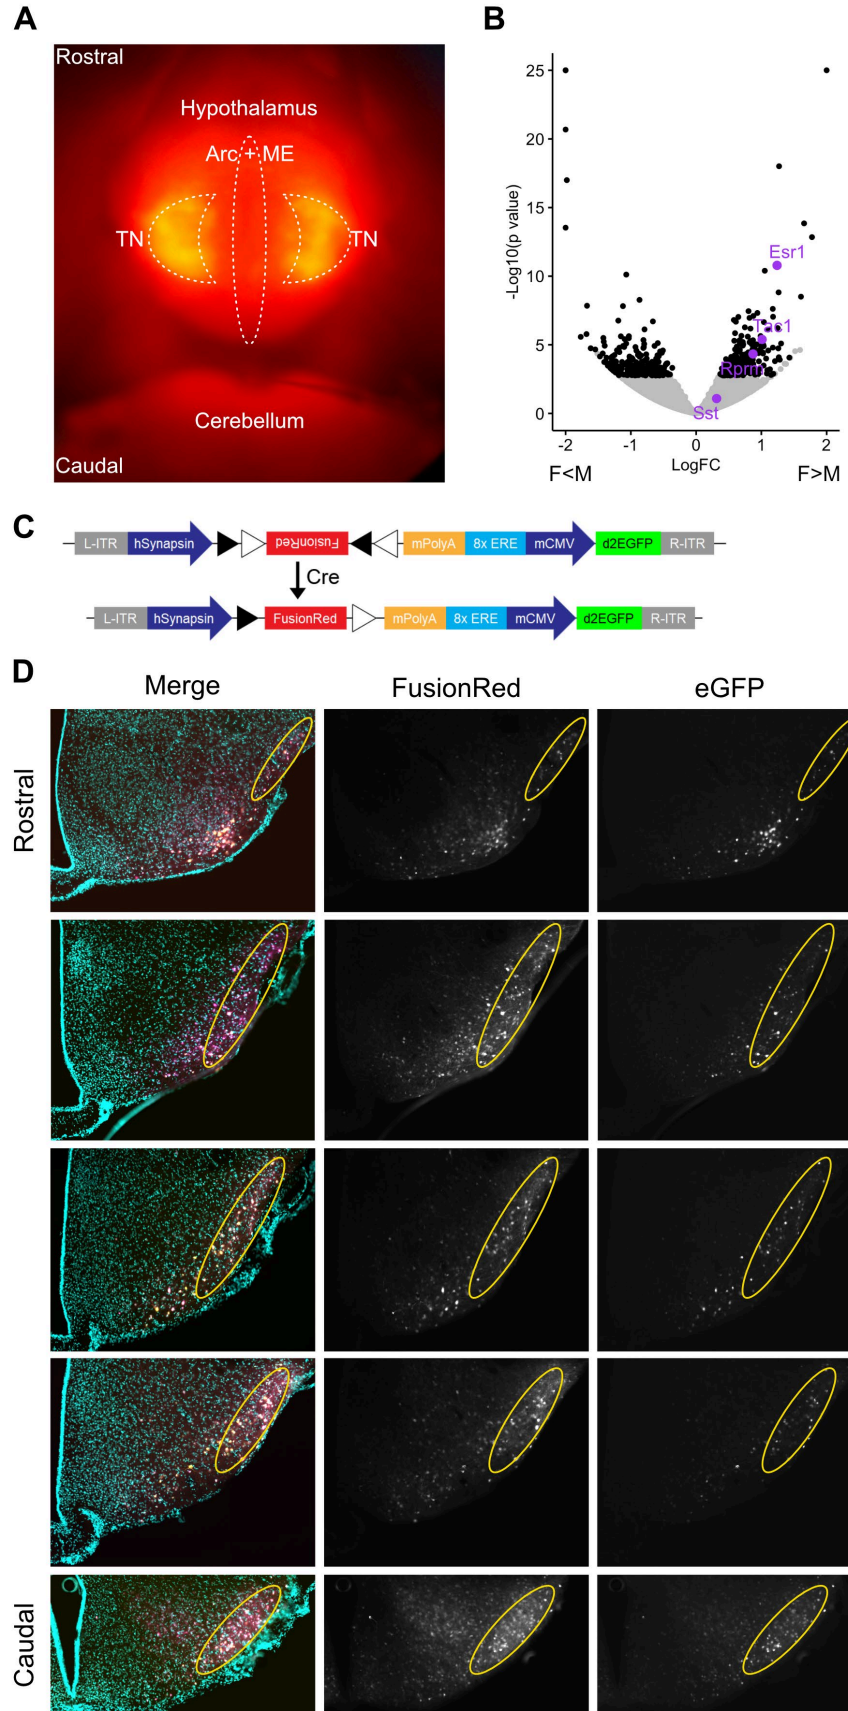 A
Rostral
Hypothalamus
Arc + ME
TN
TN
Cerebellum
Caudal
B
25
20
15
10
5
0
-Log10(p value)
Esr1
Tac1
Rprm
Sst
-2
-1
0
1
2
LogFC
F<M
F>M
C
L-ITR
hSynapsin
FusionRed
mPolyA
8x ERE
mCMV
d2EGFP
R-ITR
Cre
L-ITR
hSynapsin
FusionRed
mPolyA
8x ERE
mCMV
d2EGFP
R-ITR
D
Merge
FusionRed
eGFP
Rostral
Caudal